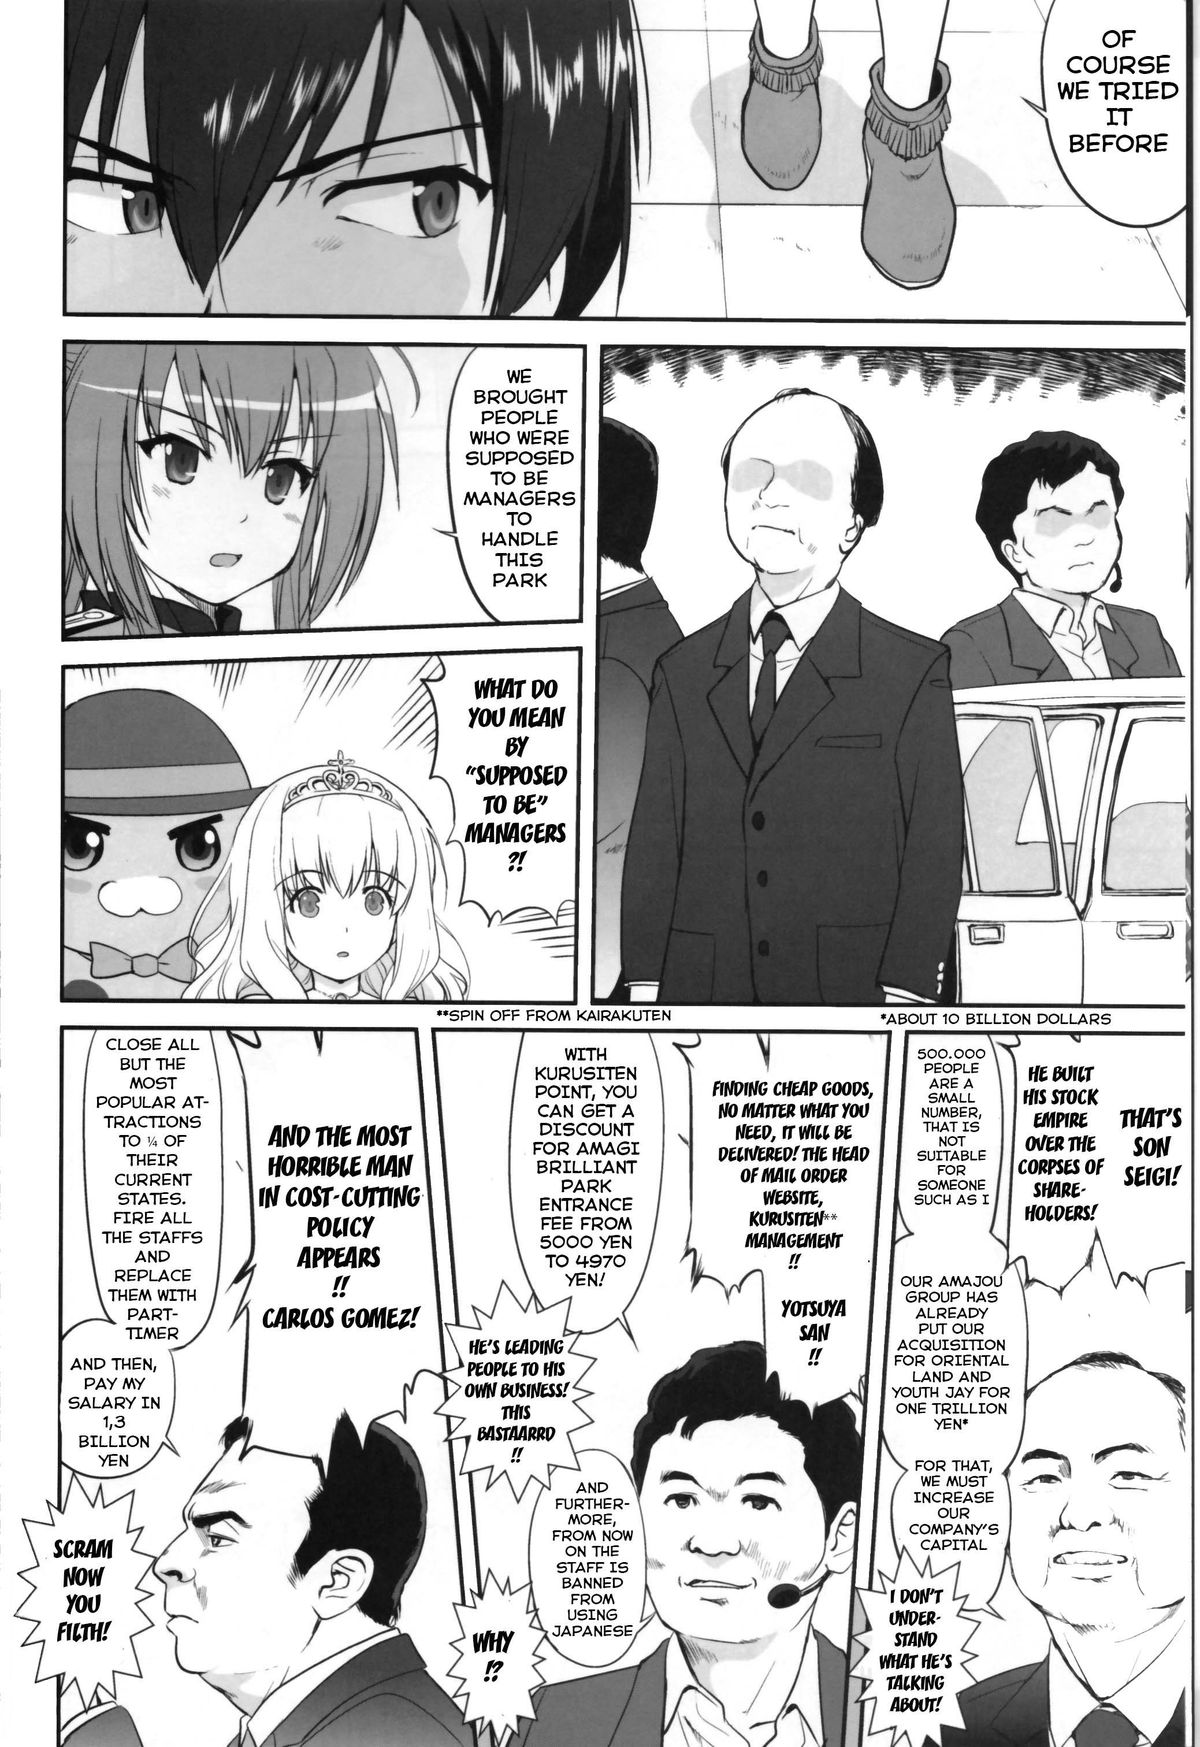 OF
COURSE
WE TRIED
IT
BEFORE
WE
BROUGHT
PEOPLE
WHO WERE
SUPPOSED
TO BE
MANAGERS
TO
HANDLE
THIS
PARK
WHAT DO
YOU MEAN
BY
"SUPPOSED
TO BE"
MANAGERS
?!
*ABOUT 10 BILLION DOLLARS
**SPIN OFF FROM KAIRAKUTEN
THAT'S
SON
SEIGI!
HE BUILT
HIS STOCK
EMPIRE
OVER THE
CORPSES OF
SHARE-
HOLDERS!
500.000
PEOPLE
ARE A
SMALL
NUMBER,
THAT IS
NOT
SUITABLE
FOR
SOMEONE
SUCH AS I
OUR AMAJOU
GROUP HAS
ALREADY
PUT OUR
ACQUISITION
FOR ORIENTAL
LAND AND
YOUTH JAY FOR
ONE TRILLION
YEN*
FOR THAT,
WE MUST
INCREASE
OUR
COMPANY'S
CAPITAL
I DON'T
UNDER-
STAND
WHAT HE'S
TALKING
ABOUT!
FINDING CHEAP GOODS,
NO MATTER WHAT YOU
NEED, IT WILL BE
DELIVERED! THE HEAD
OF MAIL ORDER
WEBSITE,
KURUSITEN**
MANAGEMENT
!!
YOTSUYA
SAN
!!
WITH
KURUSITEN
POINT, YOU
CAN GET A
DISCOUNT
FOR AMAGI
BRILLIANT
PARK
ENTRANCE
FEE FROM
5000 YEN
TO 4970
YEN!
HE'S LEADING
PEOPLE TO HIS
OWN BUSINESS!
THIS
BASTAARRD
!!
AND
FURTHER-
MORE,
FROM NOW
ON THE
STAFF IS
BANNED
FROM
USING
JAPANESE
WHY
!?
AND THE MOST
HORRIBLE MAN
IN COST-CUTTING
POLICY
APPEARS
!!
CARLOS GOMEZ!
CLOSE ALL
BUT THE
MOST
POPULAR AT-
TRACTIONS
TO ¼ OF
THEIR
CURRENT
STATES.
FIRE ALL
THE STAFFS
AND
REPLACE
THEM WITH
PART-
TIMER
AND THEN,
PAY MY
SALARY IN
1,3
BILLION
YEN
SCRAM
NOW
YOU
FILTH!